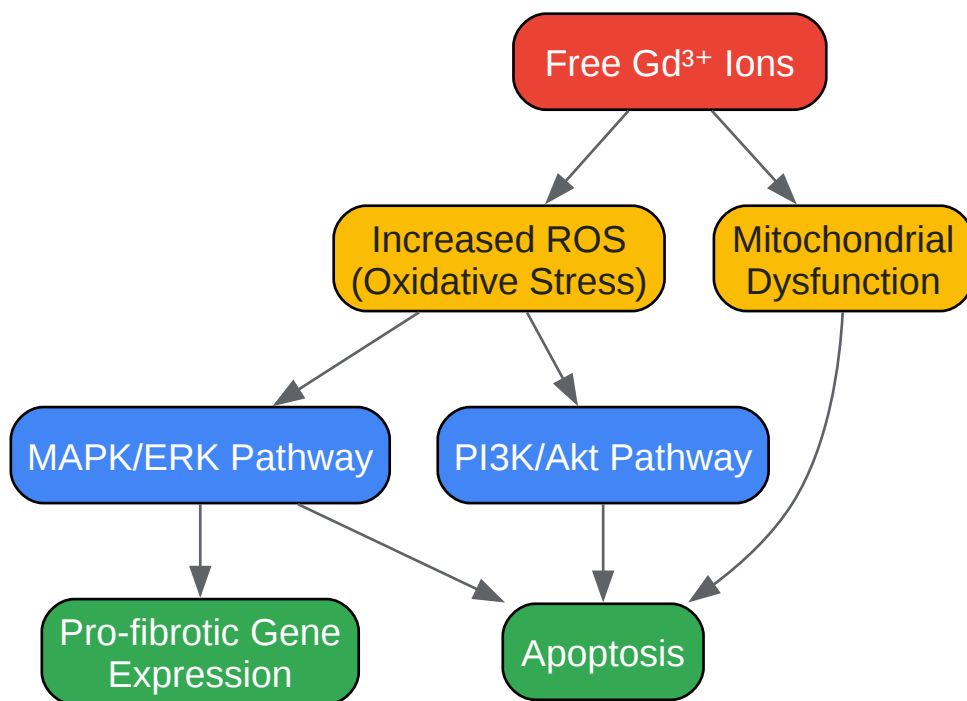 Free Gd³⁺ Ions
Increased ROS
(Oxidative Stress)
Mitochondrial
Dysfunction
MAPK/ERK Pathway
PI3K/Akt Pathway
Pro-fibrotic Gene
Expression
Apoptosis